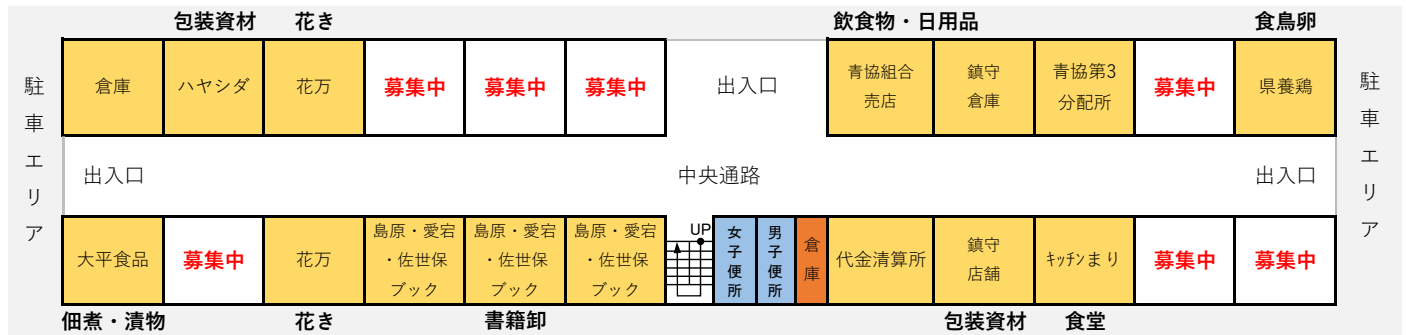 包装資材
花き
飲食物・日用品
食鳥卵
駐車エリア
倉庫
ハヤシダ
花万
募集中
募集中
募集中
出入口
青協組合
売店
鎮守
倉庫
青協第3
分配所
募集中
県養鶏
駐車エリア
出入口
中央通路
出入口
大平食品
募集中
花万
島原・愛宕
・佐世保
ブック
島原・愛宕
・佐世保
ブック
島原・愛宕
・佐世保
ブック
UP
女子便所
男子便所
倉庫
代金清算所
鎮守
店舗
ｷｯﾁﾝまり
募集中
募集中
佃煮・漬物
花き
書籍卸
包装資材
食堂